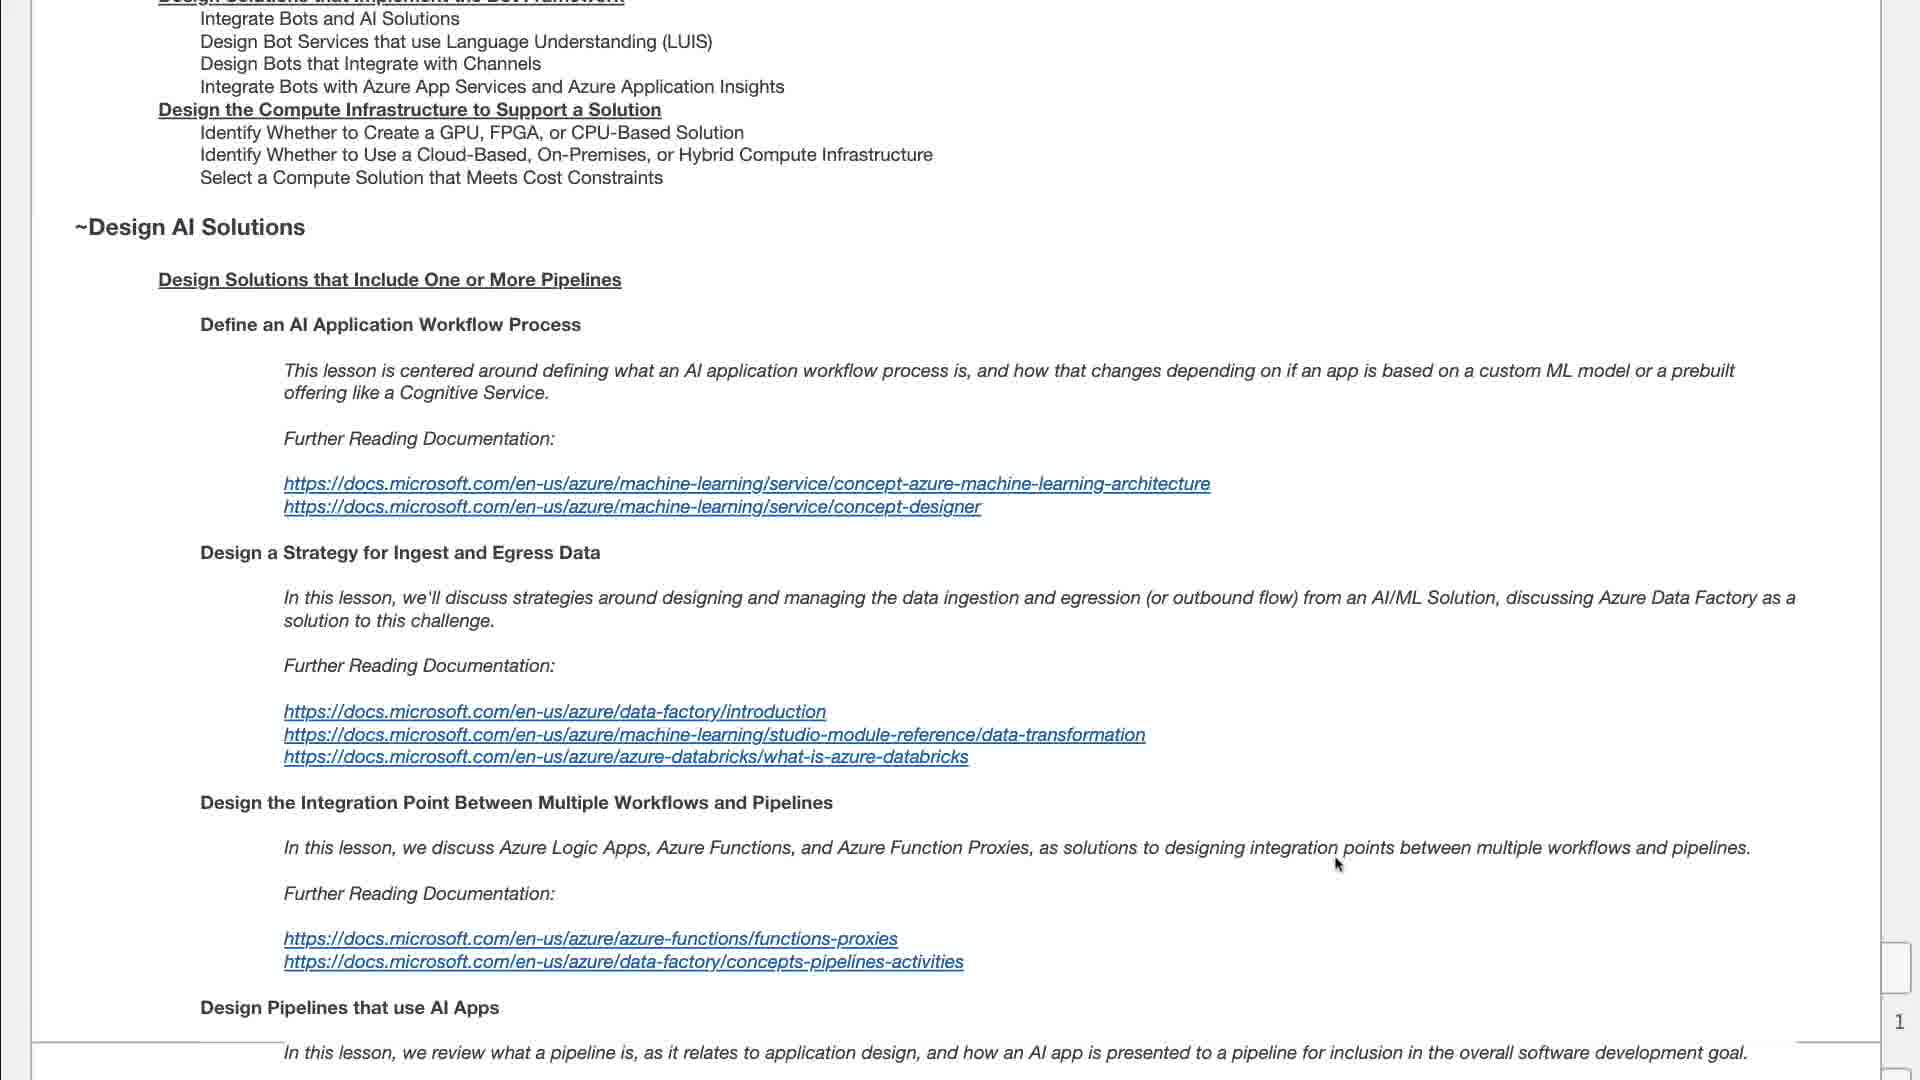 Design Solutions that Implement the Bot Framework
Integrate Bots and AI Solutions
Design Bot Services that use Language Understanding (LUIS)
Design Bots that Integrate with Channels
Integrate Bots with Azure App Services and Azure Application Insights
Design the Compute Infrastructure to Support a Solution
Identify Whether to Create a GPU, FPGA, or CPU-Based Solution
Identify Whether to Use a Cloud-Based, On-Premises, or Hybrid Compute Infrastructure
Select a Compute Solution that Meets Cost Constraints
~Design AI Solutions
Design Solutions that Include One or More Pipelines
Define an AI Application Workflow Process
This lesson is centered around defining what an AI application workflow process is, and how that changes depending on if an app is based on a custom ML model or a prebuilt
offering like a Cognitive Service.
Further Reading Documentation:
https://docs.microsoft.com/en-us/azure/machine-learning/service/concept-azure-machine-learning-architecture
https://docs.microsoft.com/en-us/azure/machine-learning/service/concept-designer
Design a Strategy for Ingest and Egress Data
In this lesson, we'll discuss strategies around designing and managing the data ingestion and egression (or outbound flow) from an AI/ML Solution, discussing Azure Data Factory as a
solution to this challenge.
Further Reading Documentation:
https://docs.microsoft.com/en-us/azure/data-factory/introduction
https://docs.microsoft.com/en-us/azure/machine-learning/studio-module-reference/data-transformation
https://docs.microsoft.com/en-us/azure/azure-databricks/what-is-azure-databricks
Design the Integration Point Between Multiple Workflows and Pipelines
In this lesson, we discuss Azure Logic Apps, Azure Functions, and Azure Function Proxies, as solutions to designing integration points between multiple workflows and pipelines.
Further Reading Documentation:
https://docs.microsoft.com/en-us/azure/azure-functions/functions-proxies
https://docs.microsoft.com/en-us/azure/data-factory/concepts-pipelines-activities
Design Pipelines that use AI Apps
1
In this lesson, we review what a pipeline is, as it relates to application design, and how an AI app is presented to a pipeline for inclusion in the overall software development goal.